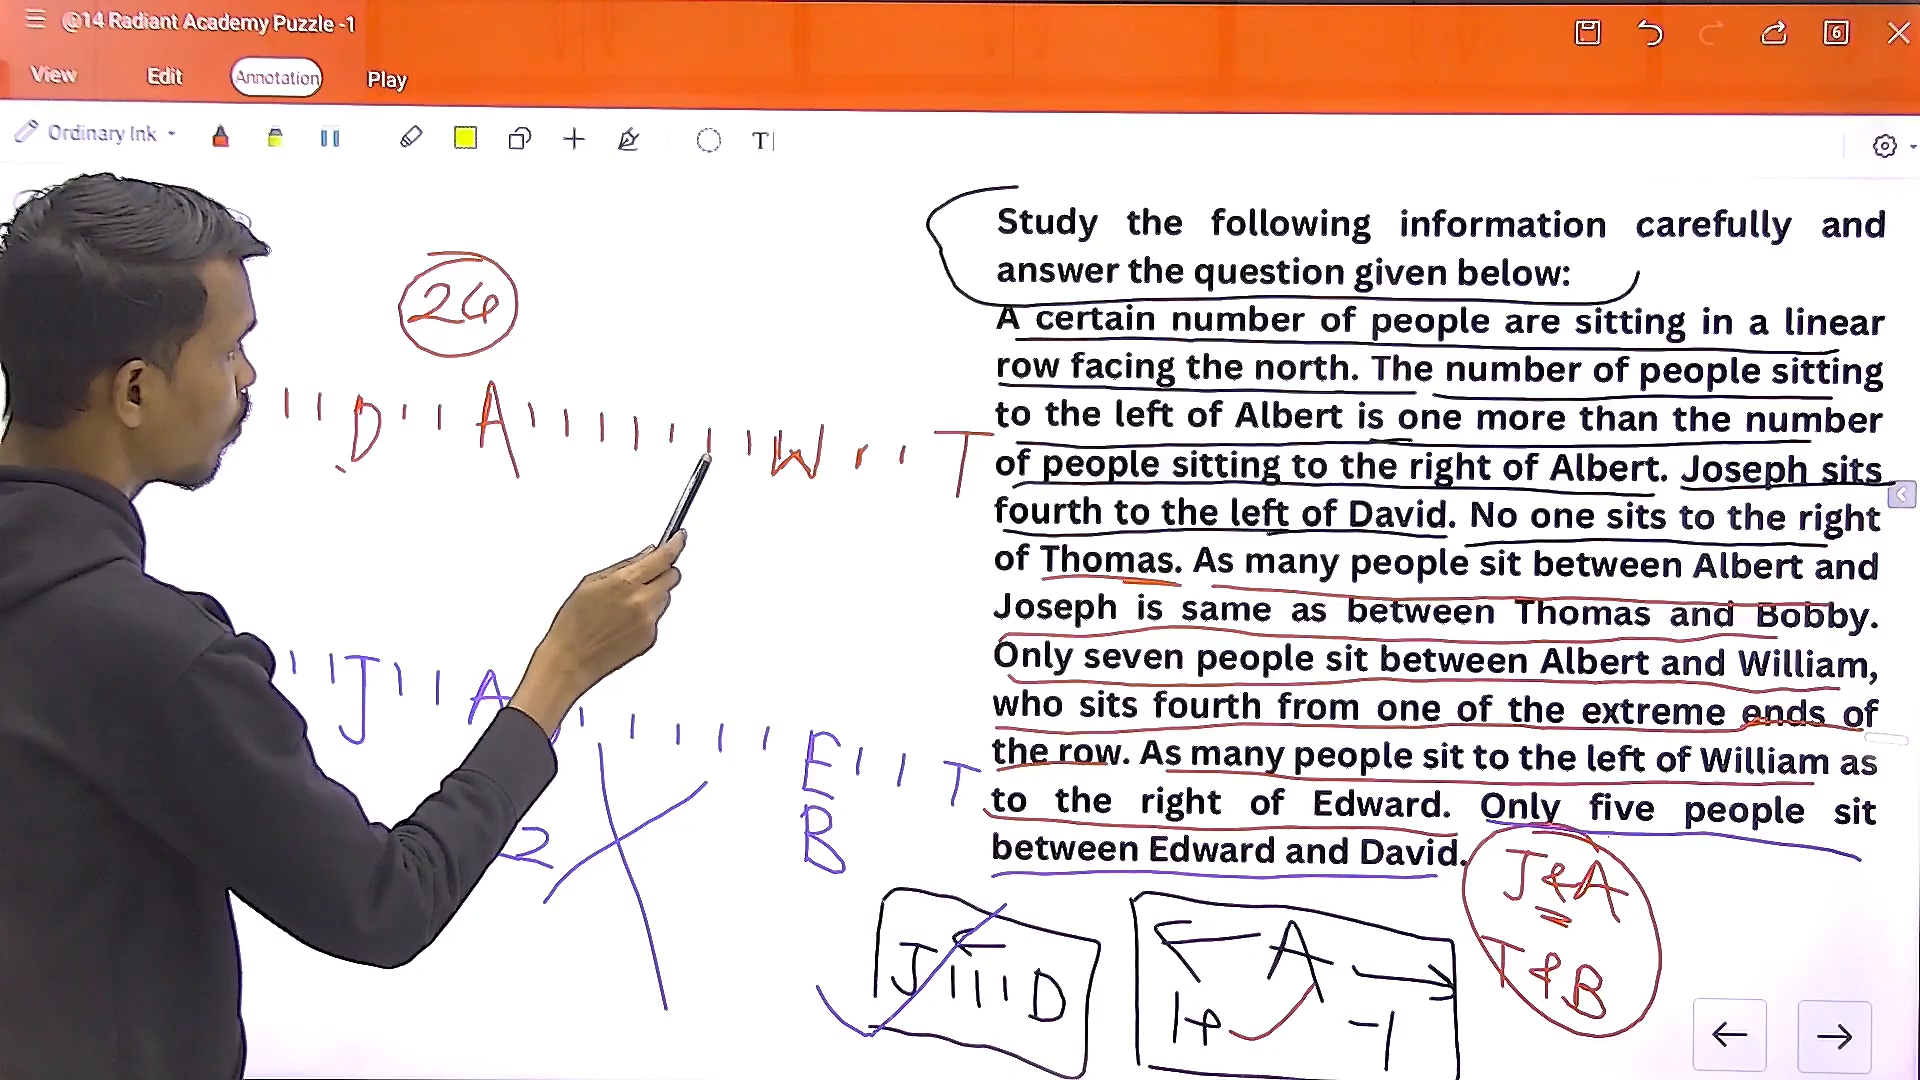 @14 Radiant Academy Puzzle -1
6
View Edit Annotation Play
Ordinary Ink
T|
Study the following information carefully and
answer the question given below:
A certain number of people are sitting in a linear
row facing the north. The number of people sitting
to the left of Albert is one more than the number
of people sitting to the right of Albert. Joseph sits
fourth to the left of David. No one sits to the right
of Thomas. As many people sit between Albert and
Joseph is same as between Thomas and Bobby.
Only seven people sit between Albert and William,
who sits fourth from one of the extreme ends of
the row. As many people sit to the left of William as
to the right of Edward. Only five people sit
between Edward and David.
24
D A W T
J A E T
B
2
J D
A
1+ -1
J & A
T & B